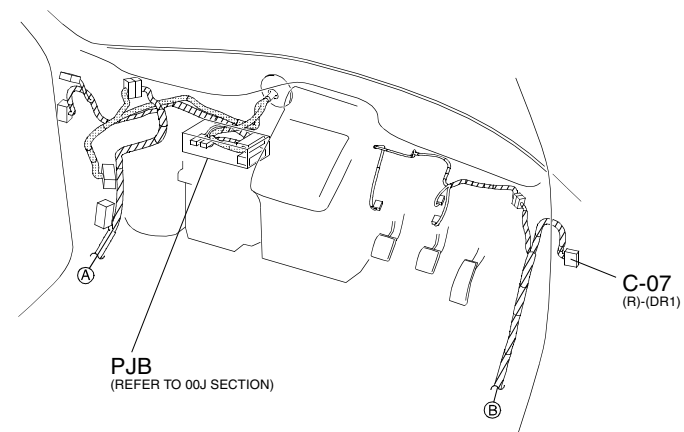 A
C-07
(R)-(DR1)
PJB
(REFER TO 00J SECTION)
B